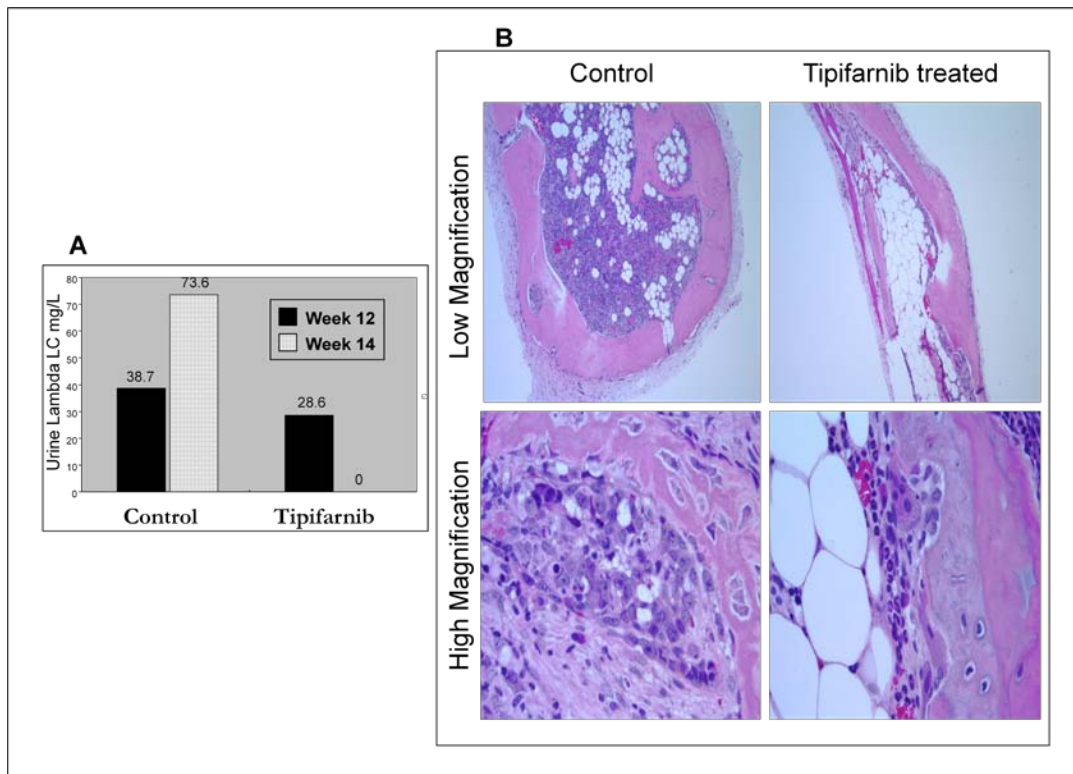 A
Urine Lambda LC mg/L
80
70
60
50
40
30
20
10
0
38.7
73.6
28.6
0
Week 12
Week 14
Control
Tipifarnib
B
Control
Tipifarnib treated
Low Magnification
High Magnification